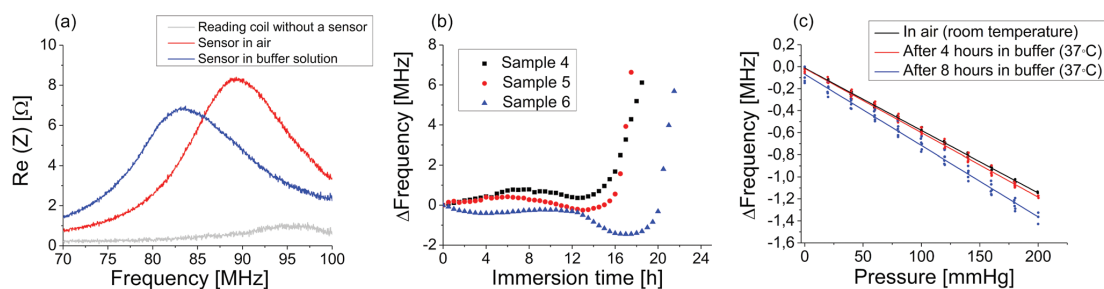 (a)
Reading coil without a sensor
Sensor in air
Sensor in buffer solution
Re (Z) [Ω]
10
8
6
4
2
0
70 75 80 85 90 95 100
Frequency [MHz]
(b)
Sample 4
Sample 5
Sample 6
ΔFrequency [MHz]
8
6
4
2
0
-2
0 4 8 12 16 20 24
Immersion time [h]
(c)
In air (room temperature)
After 4 hours in buffer (37◦C)
After 8 hours in buffer (37◦C)
ΔFrequency [MHz]
0,2
0,0
-0,2
-0,4
-0,6
-0,8
-1,0
-1,2
-1,4
-1,6
0 50 100 150 200
Pressure [mmHg]